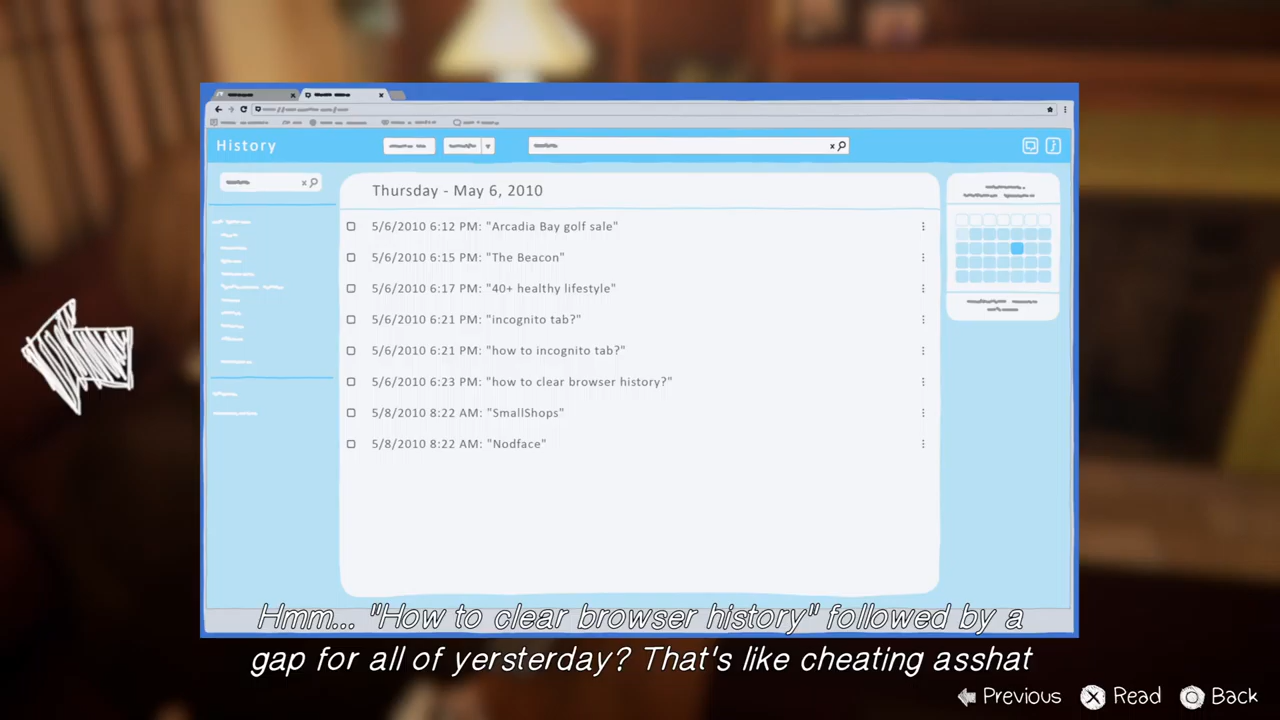 History
Thursday - May 6, 2010
5/6/2010 6:12 PM: "Arcadia Bay golf sale"
5/6/2010 6:15 PM: "The Beacon"
5/6/2010 6:17 PM: "40+ healthy lifestyle"
5/6/2010 6:21 PM: "incognito tab?"
5/6/2010 6:21 PM: "how to incognito tab?"
5/6/2010 6:23 PM: "how to clear browser history?"
5/8/2010 8:22 AM: "SmallShops"
5/8/2010 8:22 AM: "Nodface"
Hmm... "How to clear browser history" followed by a
gap for all of yersterday? That's like cheating asshat
Previous Read Back